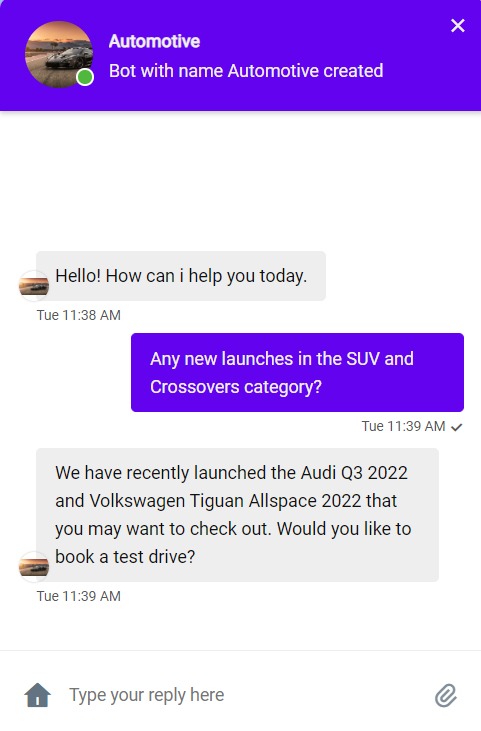 Automotive
Bot with name Automotive created
Hello! How can i help you today.
Tue 11:38 AM
Any new launches in the SUV and
Crossovers category?
Tue 11:39 AM
We have recently launched the Audi Q3 2022
and Volkswagen Tiguan Allspace 2022 that
you may want to check out. Would you like to
book a test drive?
Tue 11:39 AM
Type your reply here